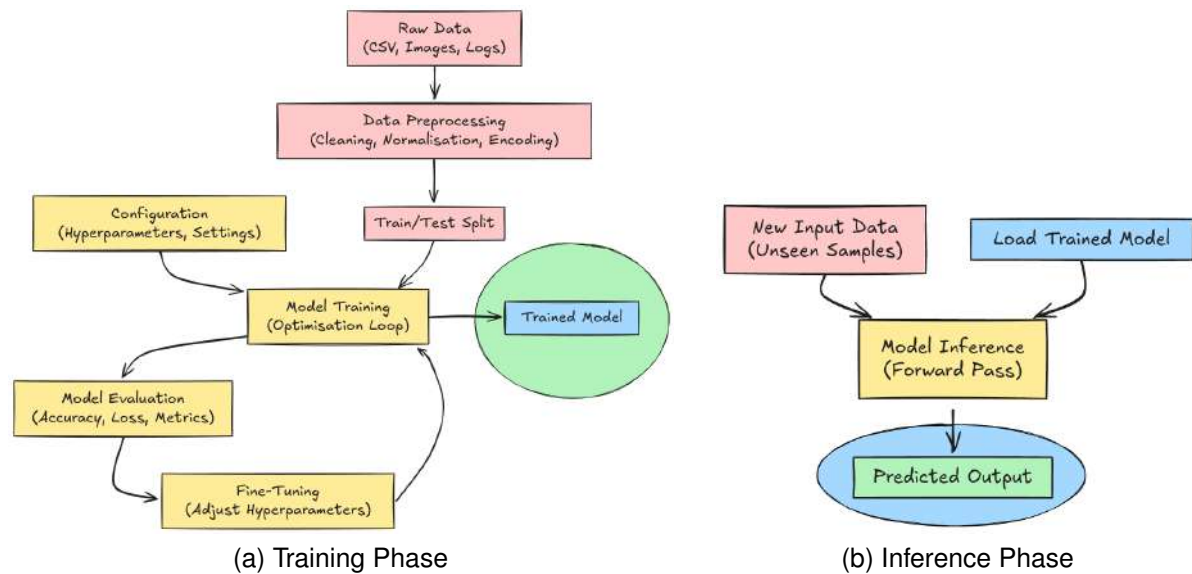 Raw Data
(CSV, Images, Logs)
Data Preprocessing
(Cleaning, Normalisation, Encoding)
Configuration
(Hyperparameters, Settings)
Train/Test Split
Model Training
(Optimisation Loop)
Trained Model
Model Evaluation
(Accuracy, Loss, Metrics)
Fine-Tuning
(Adjust Hyperparameters)
(a) Training Phase
New Input Data
(Unseen Samples)
Load Trained Model
Model Inference
(Forward Pass)
Predicted Output
(b) Inference Phase